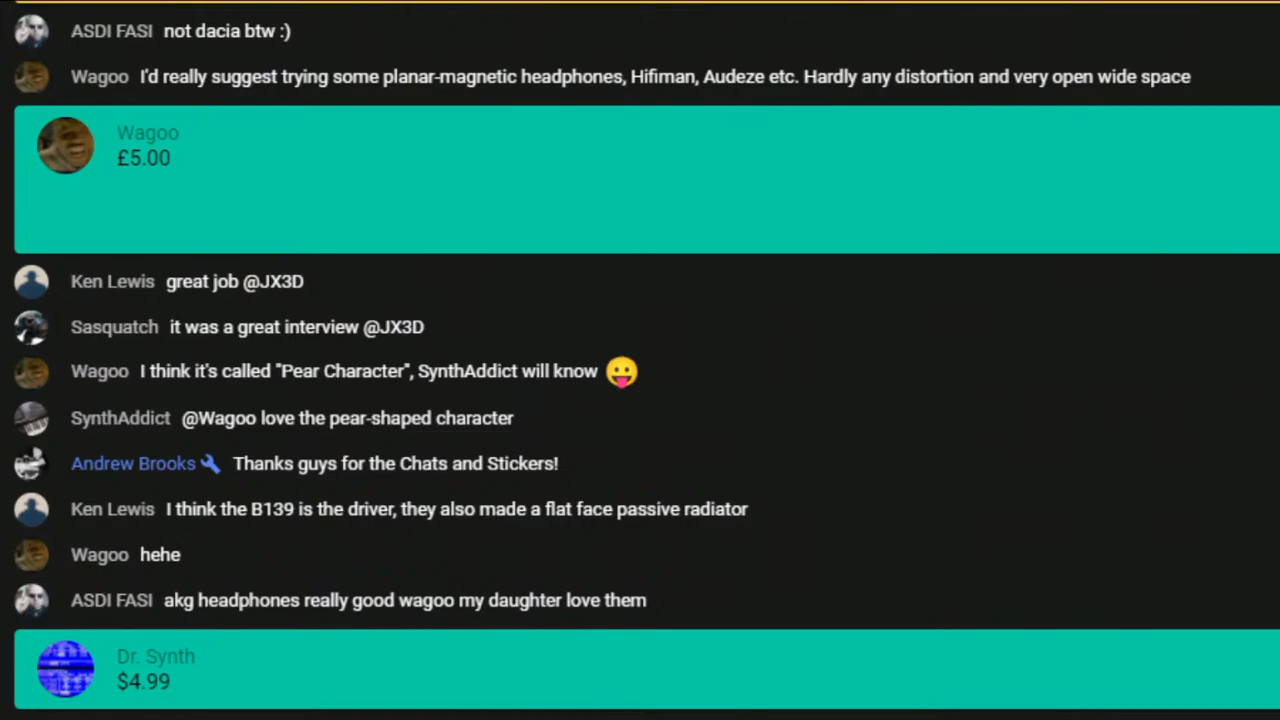 ASDI FASI not dacia btw :)
Wagoo I'd really suggest trying some planar-magnetic headphones, Hifiman, Audeze etc. Hardly any distortion and very open wide space
Wagoo
£5.00
Ken Lewis great job @JX3D
Sasquatch it was a great interview @JX3D
Wagoo I think it's called "Pear Character", SynthAddict will know 😛
SynthAddict @Wagoo love the pear-shaped character
Andrew Brooks Thanks guys for the Chats and Stickers!
Ken Lewis I think the B139 is the driver, they also made a flat face passive radiator
Wagoo hehe
ASDI FASI akg headphones really good wagoo my daughter love them
Dr. Synth
$4.99